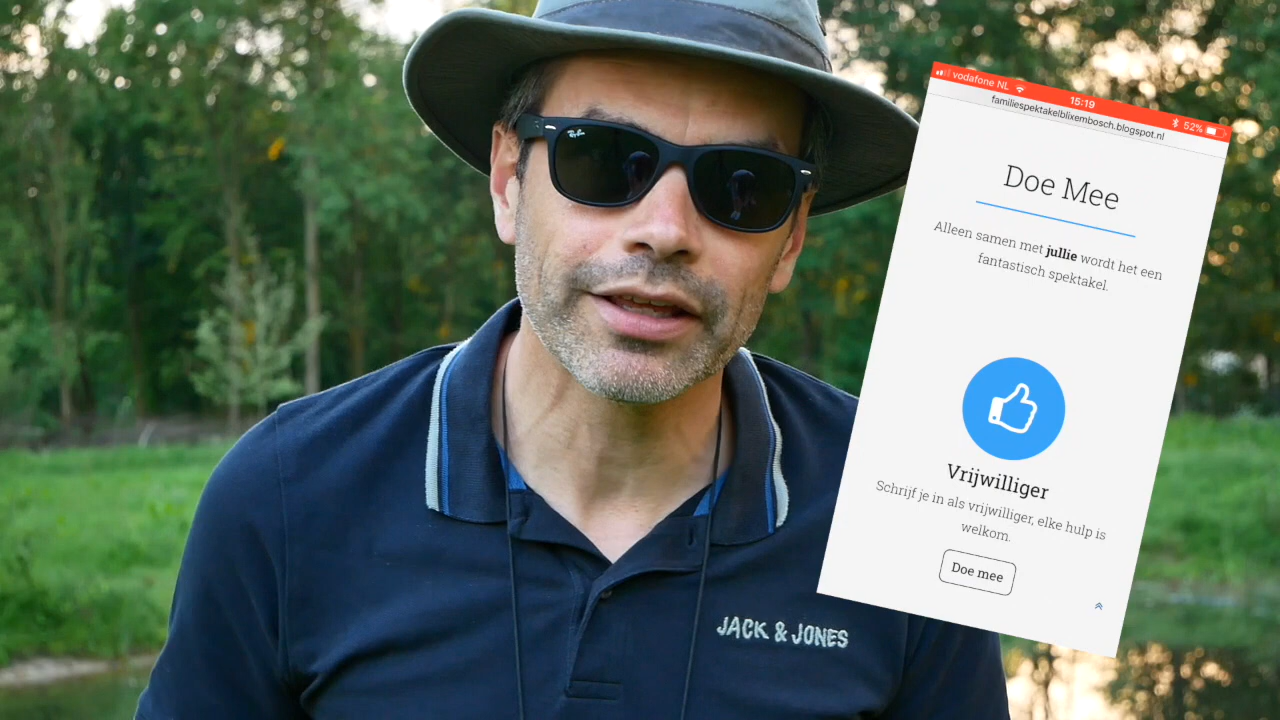 Ray-Ban
JACK & JONES
vodafone NL
15:19
52%
familiespektakelblixembosch.blogspot.nl
Doe Mee
Alleen samen met jullie wordt het een
fantastisch spektakel.
Vrijwilliger
Schrijf je in als vrijwilliger, elke hulp is
welkom.
Doe mee